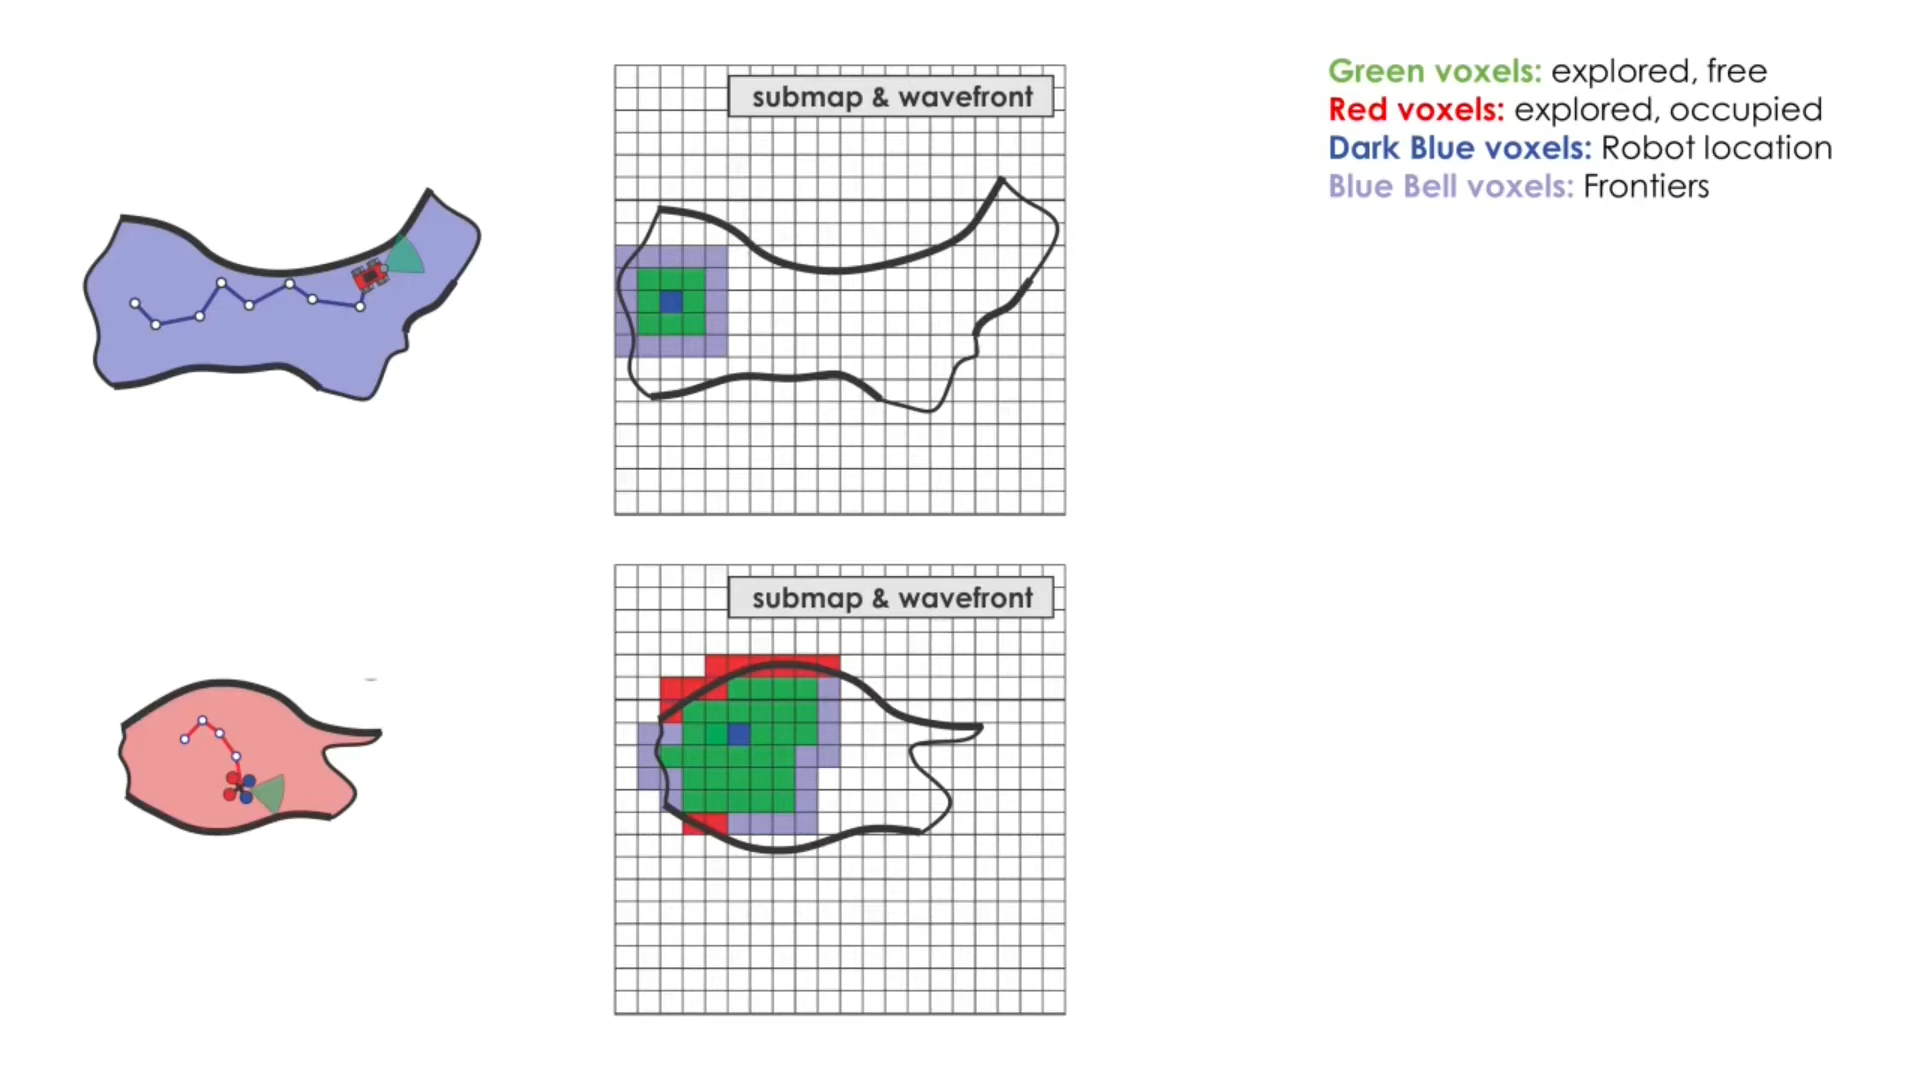 submap & wavefront
Green voxels: explored, free
Red voxels: explored, occupied
Dark Blue voxels: Robot location
Blue Bell voxels: Frontiers
submap & wavefront